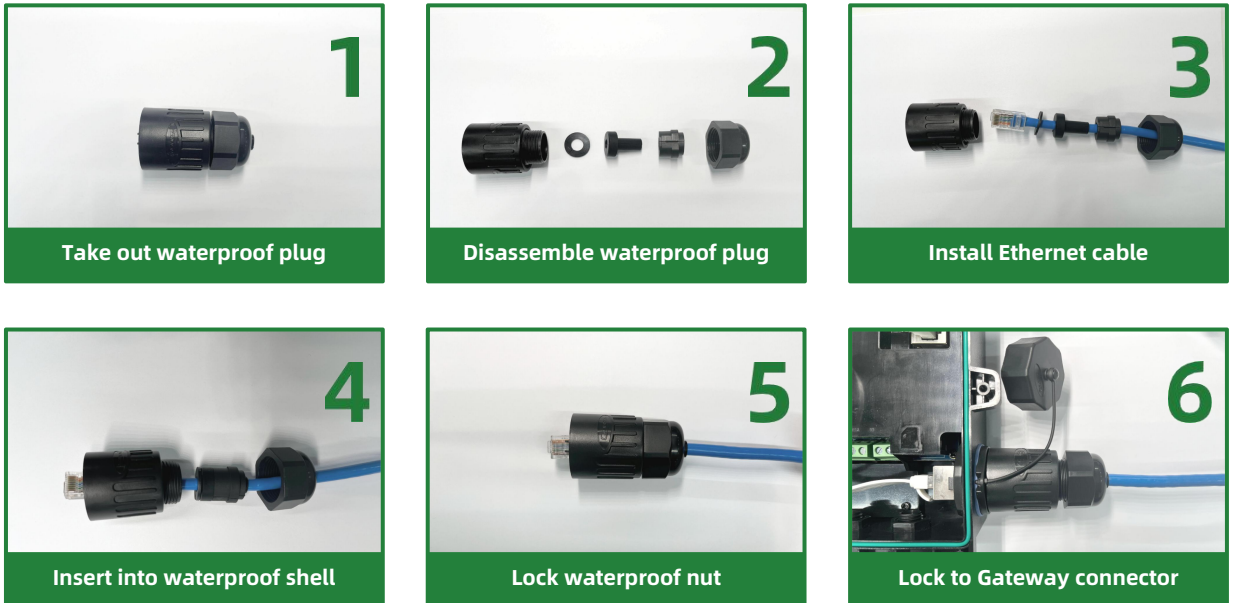 1
Take out waterproof plug
2
Disassemble waterproof plug
3
Install Ethernet cable
4
Insert into waterproof shell
5
Lock waterproof nut
6
Lock to Gateway connector